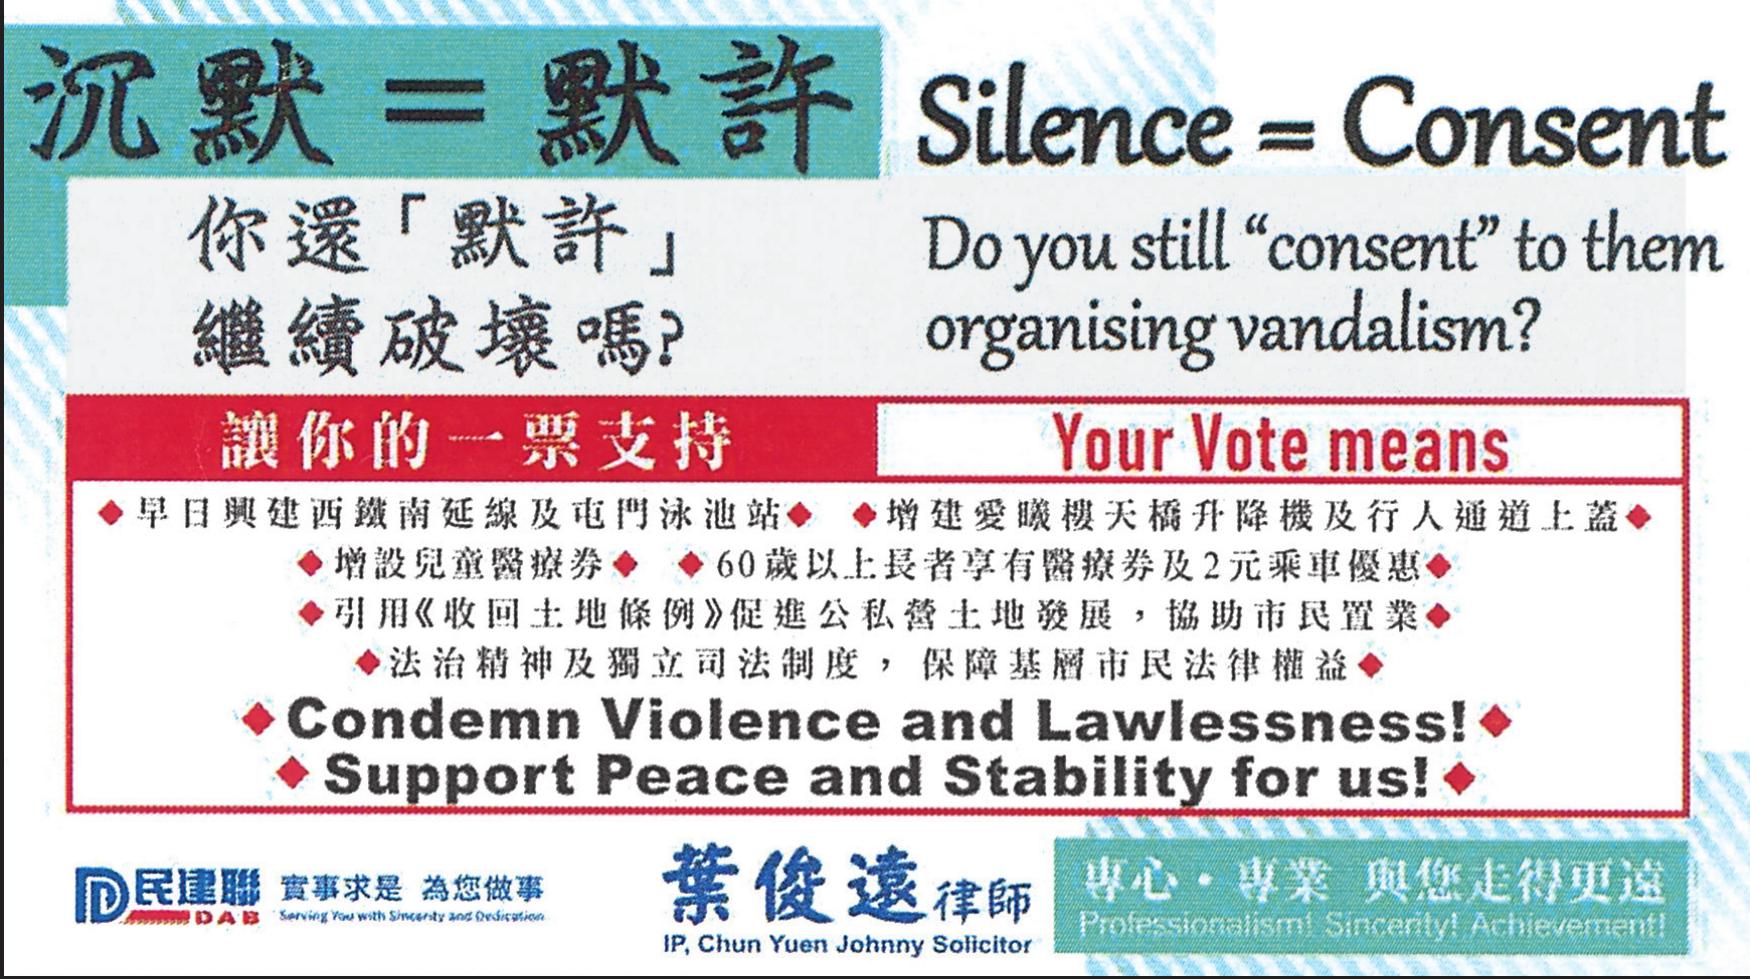 沉默=默許
Silence = Consent
你還「默許」
繼續破壞嗎?
Do you still “consent” to them
organising vandalism?
讓你的一票支持
Your Vote means
◆早日興建西鐵南延線及屯門泳池站◆ ◆增建愛曦樓天橋升降機及行人通道上蓋◆
◆增設兒童醫療券◆ ◆60歲以上長者享有醫療券及2元乘車優惠◆
◆引用《收回土地條例》促進公私營土地發展，協助市民置業◆
◆法治精神及獨立司法制度，保障基層市民法律權益◆
◆Condemn Violence and Lawlessness!◆
◆Support Peace and Stability for us!◆
民建聯
DAB
實事求是 為您做事
Serving You with Sincerity and Dedication
葉俊遠律師
IP, Chun Yuen Johnny Solicitor
專心・專業 與您走得更遠
Professionalism! Sincerity! Achievement!